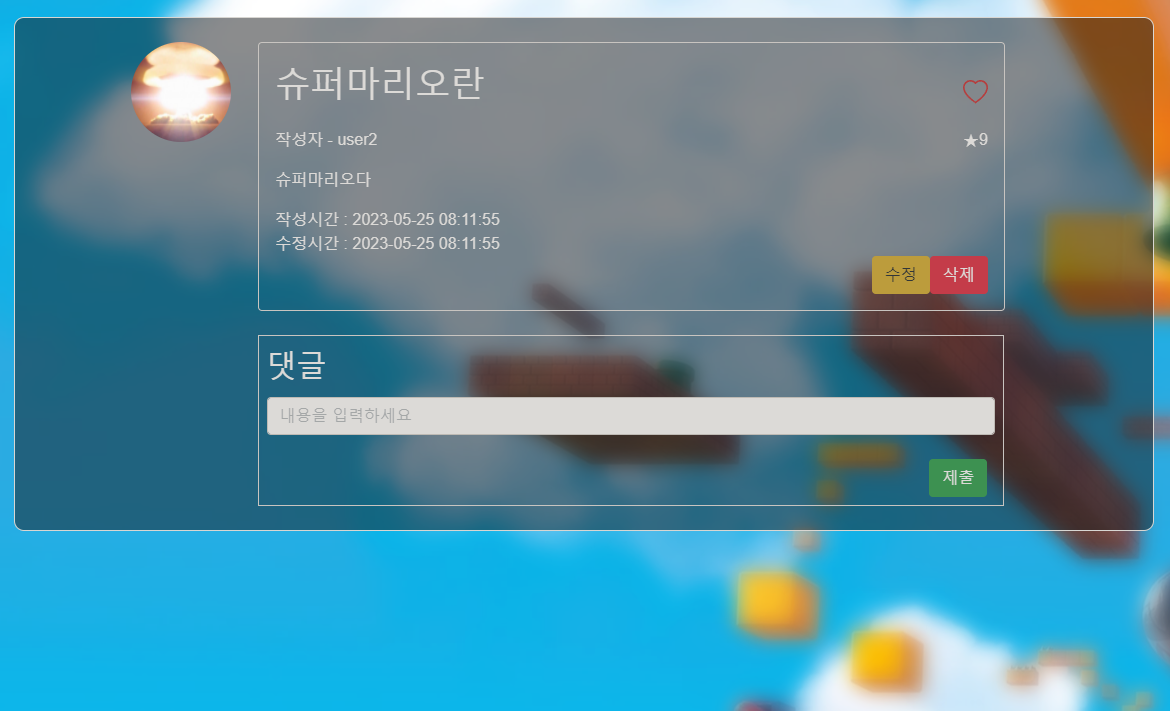 슈퍼마리오란
작성자 - user2
★9
슈퍼마리오다
작성시간 : 2023-05-25 08:11:55
수정시간 : 2023-05-25 08:11:55
수정 삭제
댓글
내용을 입력하세요
제출